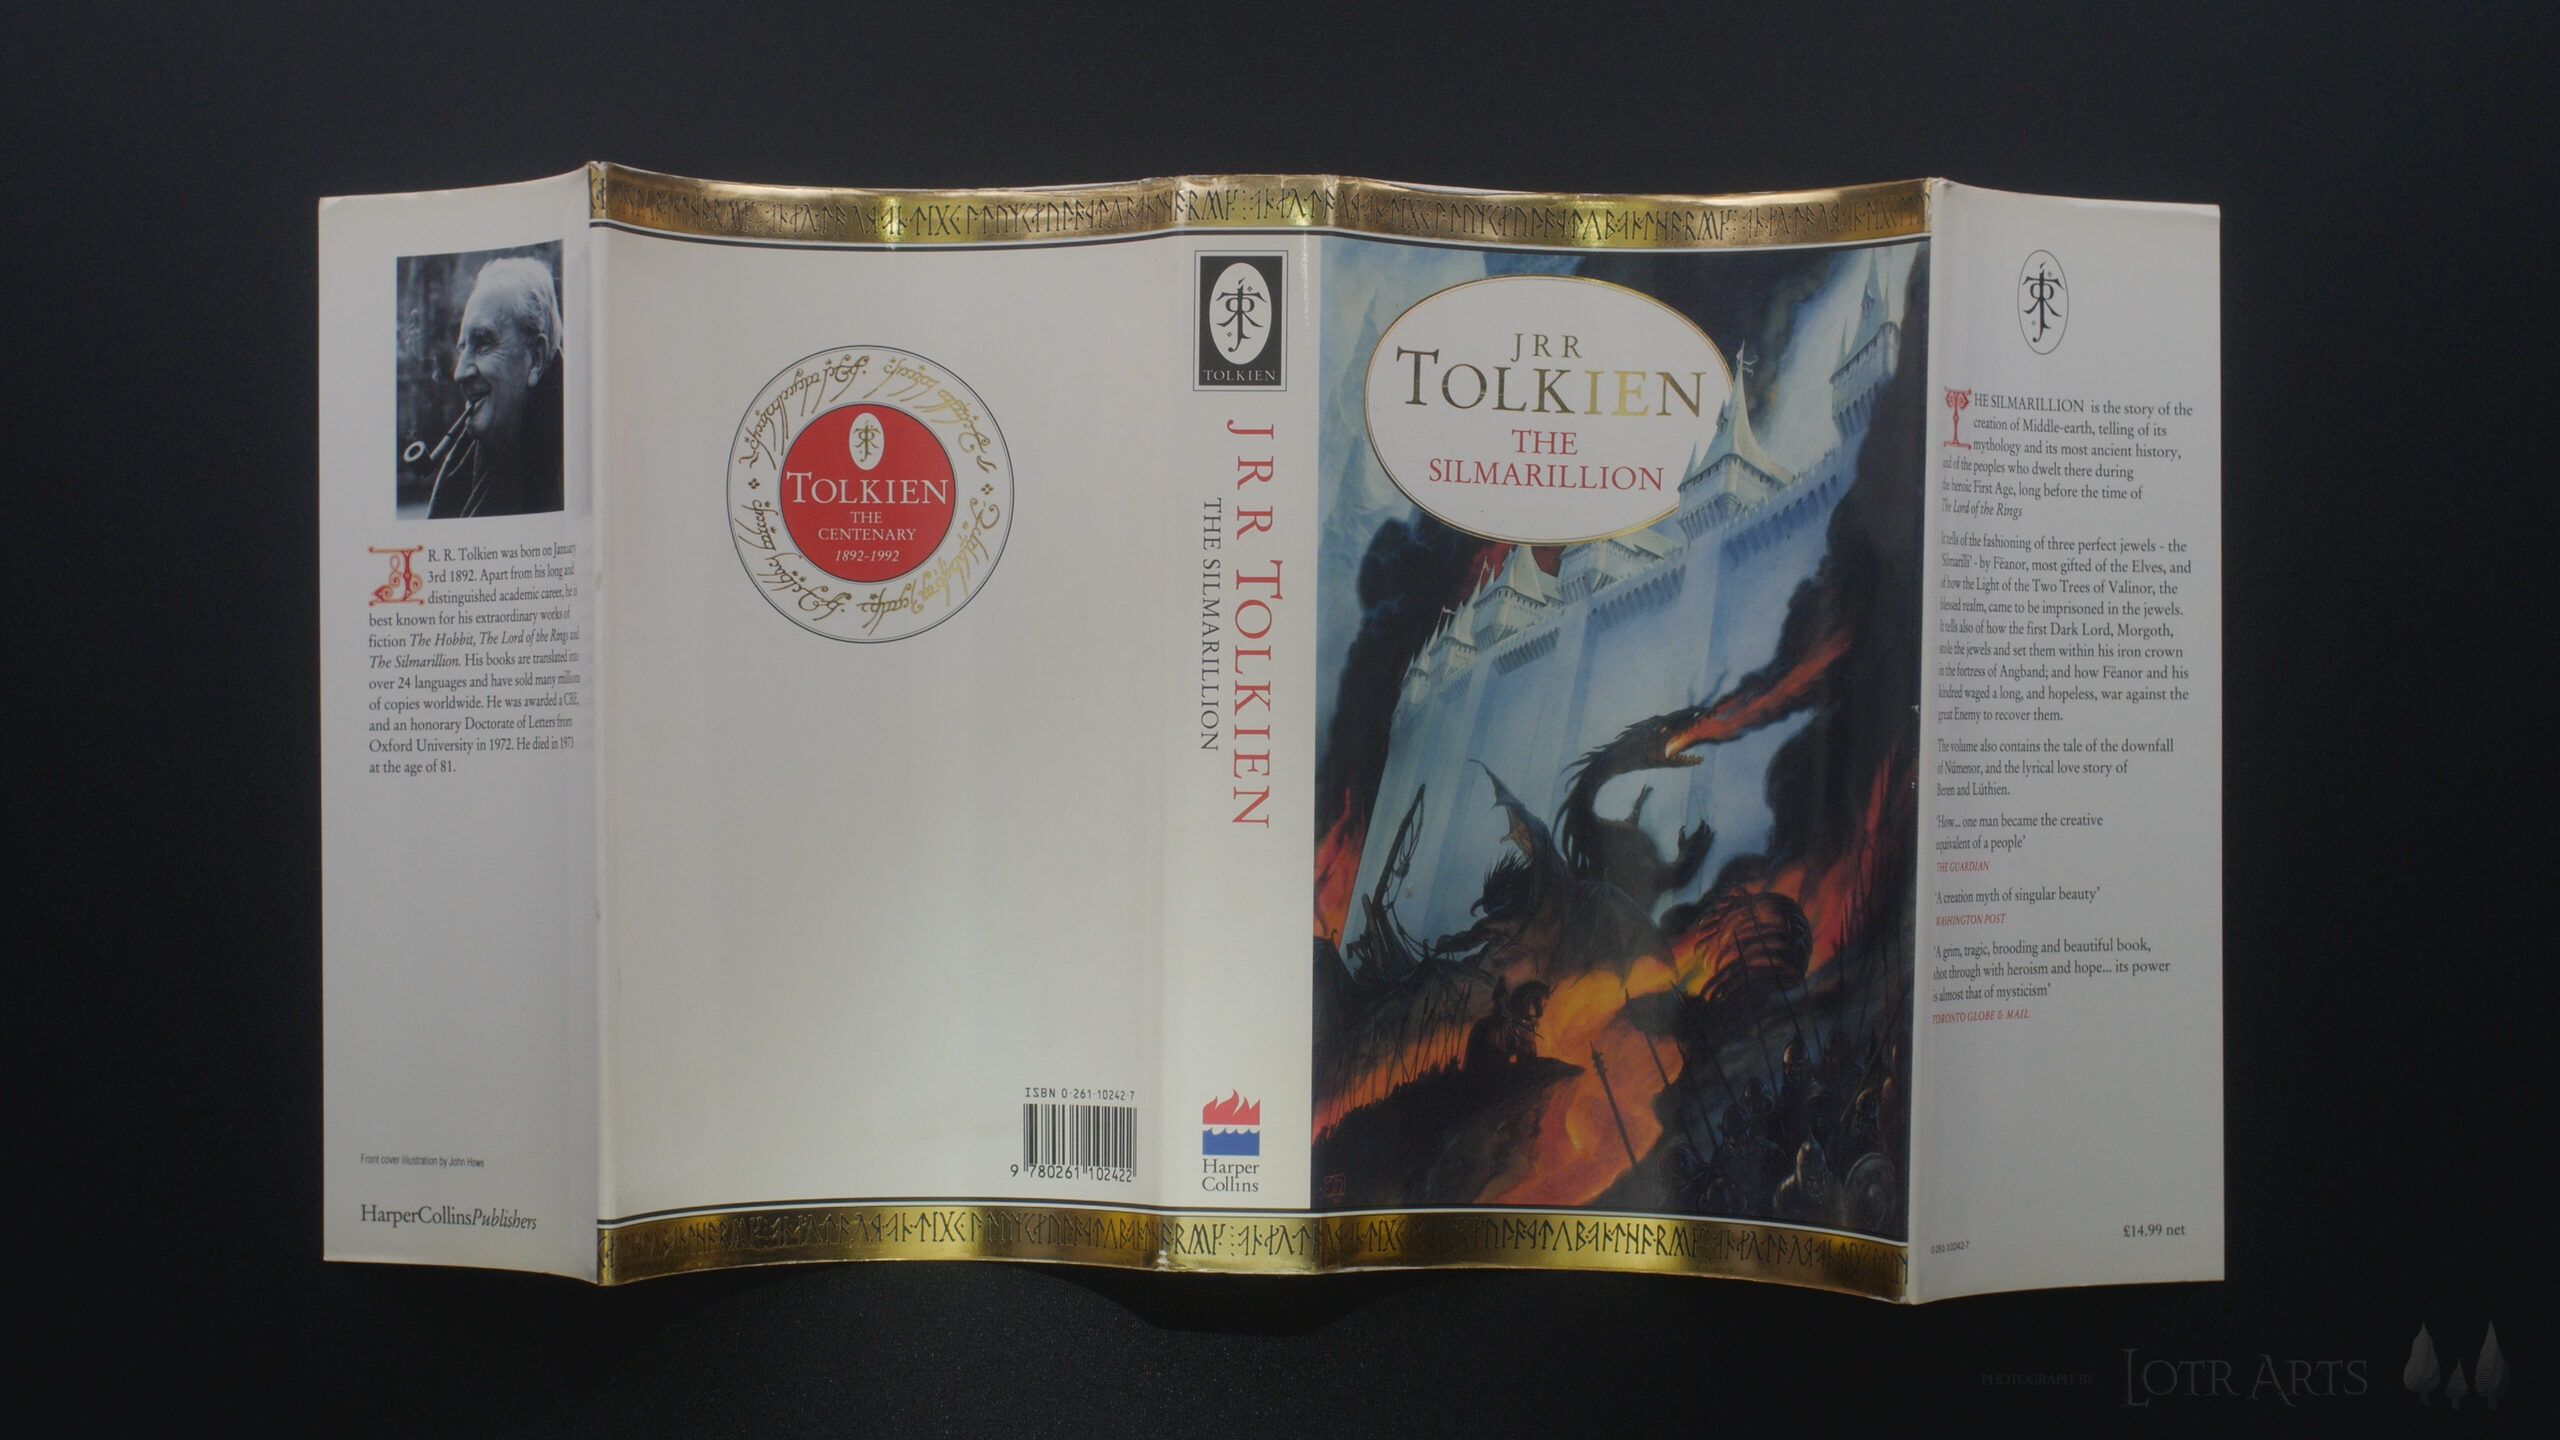 J R. R. Tolkien was born on January
3rd 1892. Apart from his long and
distinguished academic career, he is
best known for his extraordinary works of
fiction The Hobbit, The Lord of the Rings and
The Silmarillion. His books are translated into
over 24 languages and have sold many millions
of copies worldwide. He was awarded a CBE,
and an honorary Doctorate of Letters from
Oxford University in 1972. He died in 1973
at the age of 81.
Front cover illustration by John Howe
HarperCollinsPublishers
TOLKIEN
THE
CENTENARY
1892-1992
ISBN 0-261-10242-7
9 780261 102422
TOLKIEN
J R R TOLKIEN
THE SILMARILLION
Harper
Collins
J R R
TOLKIEN
THE
SILMARILLION
THE SILMARILLION is the story of the
creation of Middle-earth, telling of its
mythology and its most ancient history,
and of the peoples who dwelt there during
the heroic First Age, long before the time of
The Lord of the Rings
It tells of the fashioning of three perfect jewels - the
'Silmarilli' - by Fëanor, most gifted of the Elves, and
of how the Light of the Two Trees of Valinor, the
blessed realm, came to be imprisoned in the jewels.
It tells also of how the first Dark Lord, Morgoth,
stole the jewels and set them within his iron crown
in the fortress of Angband; and how Fëanor and his
kindred waged a long, and hopeless, war against the
great Enemy to recover them.
The volume also contains the tale of the downfall
of Númenor, and the lyrical love story of
Beren and Lúthien.
'How... one man became the creative
equivalent of a people'
THE GUARDIAN
'A creation myth of singular beauty'
WASHINGTON POST
'A grim, tragic, brooding and beautiful book,
shot through with heroism and hope... its power
is almost that of mysticism'
TORONTO GLOBE & MAIL
0-261-10242-7
£14.99 net
PHOTOGRAPH BY LOTR ARTS